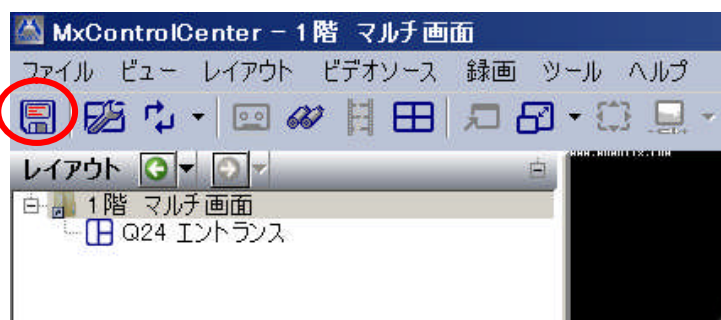 MxControlCenter - 1階 マルチ画面
ファイル ビュー レイアウト ビデオソース 録画 ツール ヘルプ
レイアウト
1階 マルチ画面
Q24 エントランス